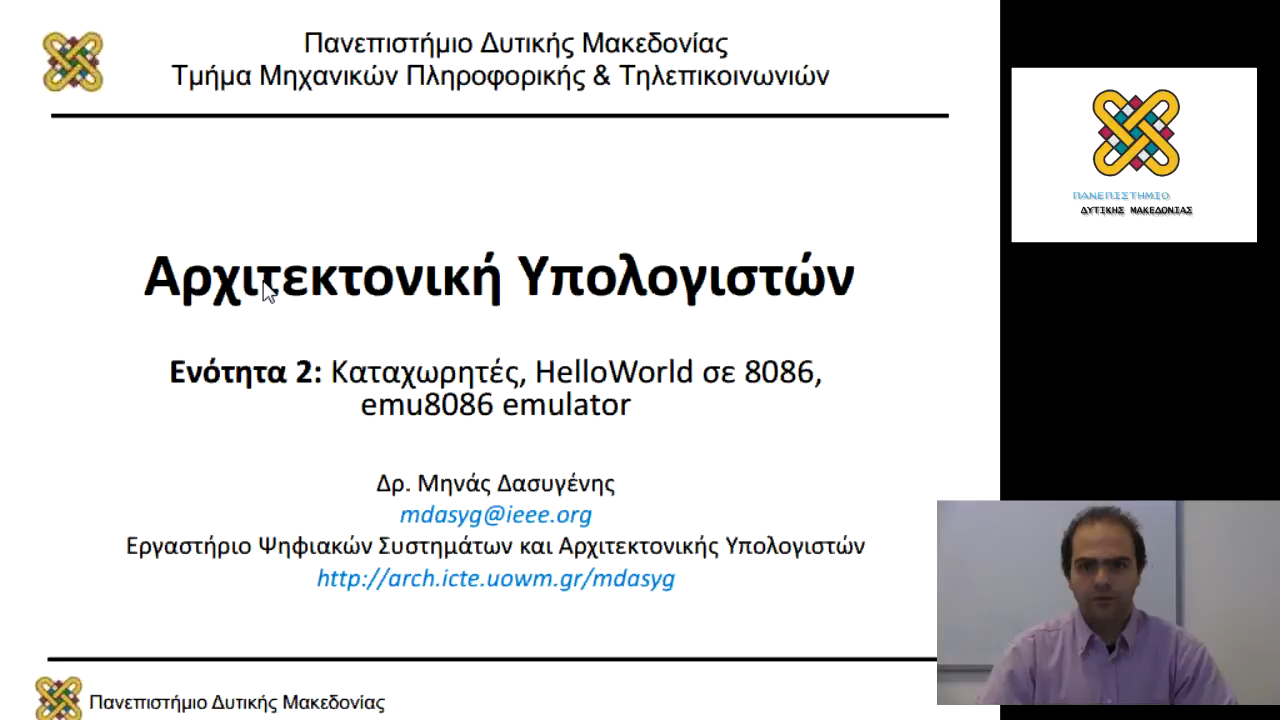 Πανεπιστήμιο Δυτικής Μακεδονίας
Τμήμα Μηχανικών Πληροφορικής & Τηλεπικοινωνιών
ΠΑΝΕΠΙΣΤΗΜΙΟ
ΔΥΤΙΚΗΣ ΜΑΚΕΔΟΝΙΑΣ
Αρχιτεκτονική Υπολογιστών
Ενότητα 2: Καταχωρητές, HelloWorld σε 8086,
emu8086 emulator
Δρ. Μηνάς Δασυγένης
mdasyg@ieee.org
Εργαστήριο Ψηφιακών Συστημάτων και Αρχιτεκτονικής Υπολογιστών
http://arch.icte.uowm.gr/mdasyg
Πανεπιστήμιο Δυτικής Μακεδονίας